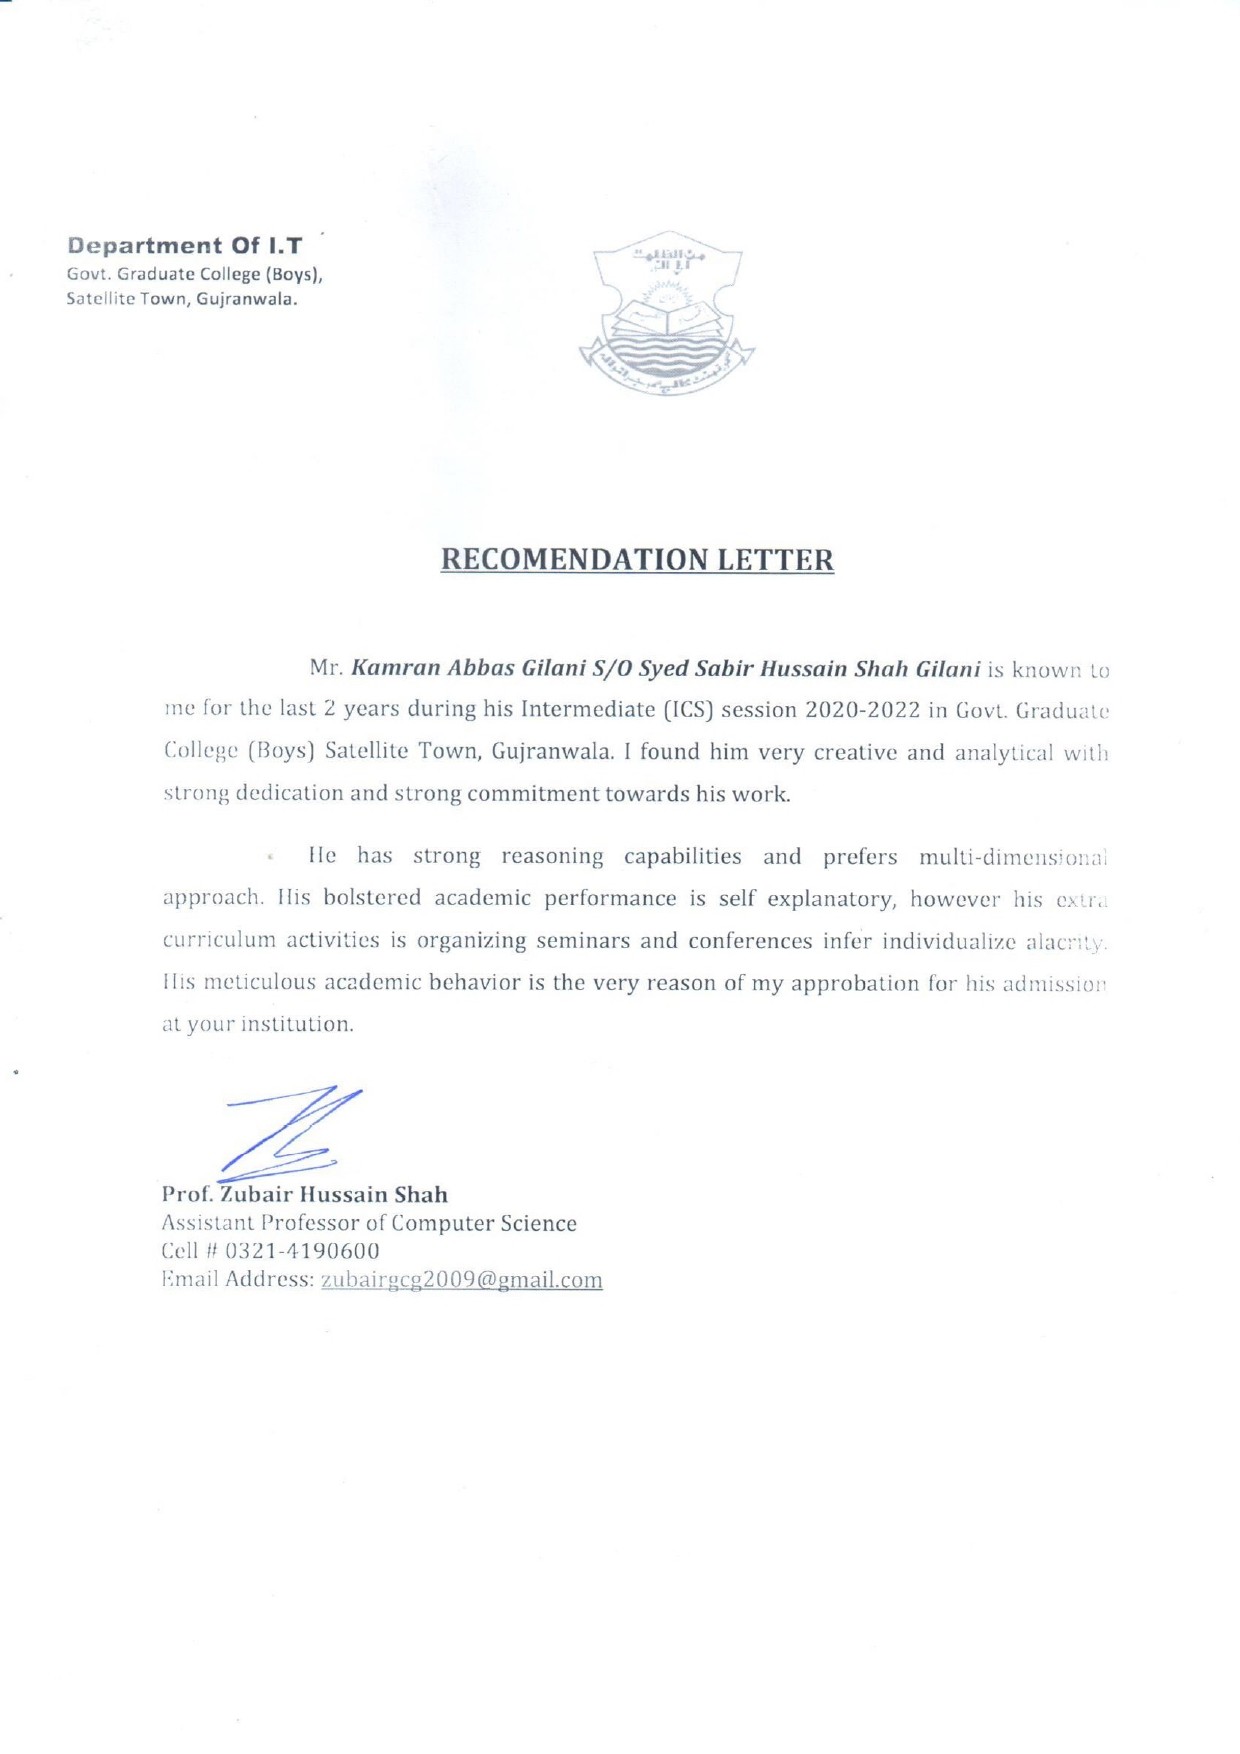 Department Of I.T
Govt. Graduate College (Boys),
Satellite Town, Gujranwala.
من الظلمت
الی النور
RECOMENDATION LETTER
Mr. Kamran Abbas Gilani S/O Syed Sabir Hussain Shah Gilani is known to
me for the last 2 years during his Intermediate (ICS) session 2020-2022 in Govt. Graduate
College (Boys) Satellite Town, Gujranwala. I found him very creative and analytical with
strong dedication and strong commitment towards his work.
He has strong reasoning capabilities and prefers multi-dimensional
approach. His bolstered academic performance is self explanatory, however his extra
curriculum activities is organizing seminars and conferences infer individualize alacrity.
His meticulous academic behavior is the very reason of my approbation for his admission
at your institution.
Prof. Zubair Hussain Shah
Assistant Professor of Computer Science
Cell # 0321-4190600
Email Address: zubairgcg2009@gmail.com